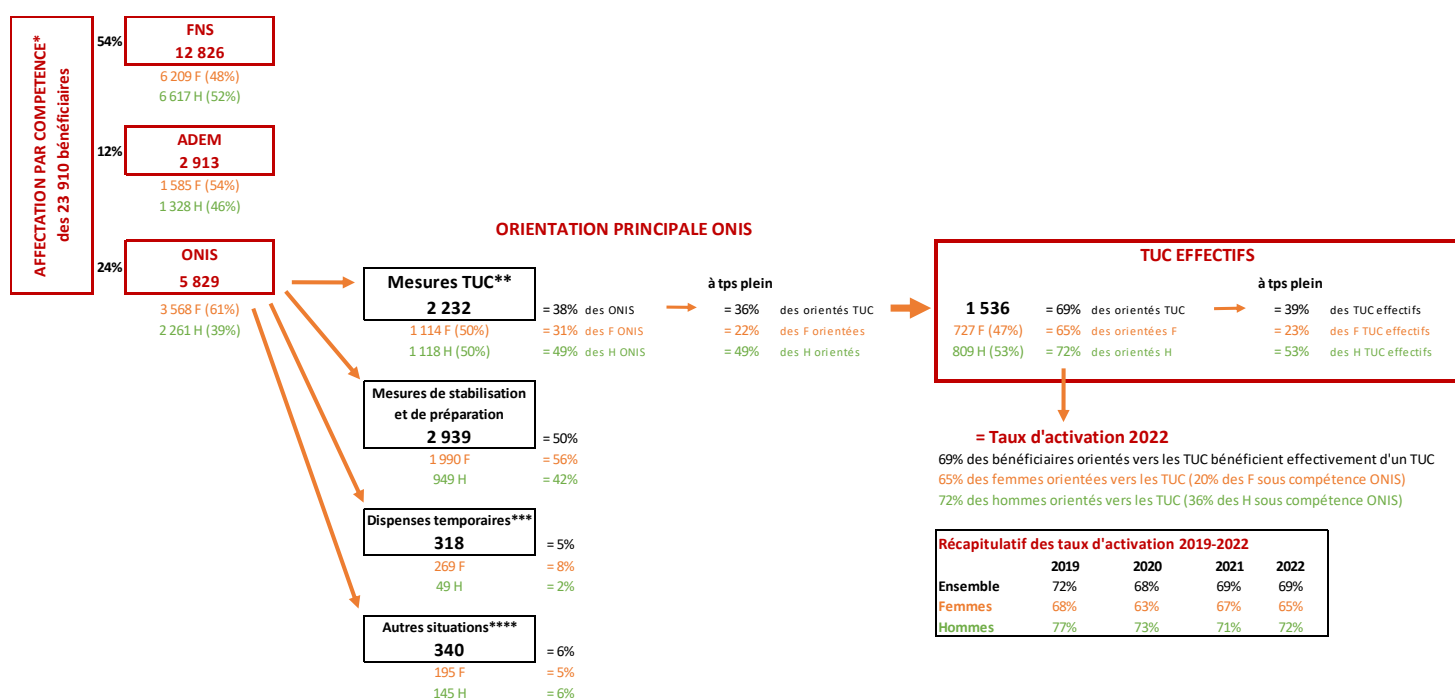 AFFECTATION PAR COMPETENCE*
des 23 910 bénéficiaires
54%
FNS
12 826
6 209 F (48%)
6 617 H (52%)
12%
ADEM
2 913
1 585 F (54%)
1 328 H (46%)
24%
ONIS
5 829
3 568 F (61%)
2 261 H (39%)
ORIENTATION PRINCIPALE ONIS
Mesures TUC**
2 232
1 114 F (50%)
1 118 H (50%)
= 38% des ONIS
= 31% des F ONIS
= 49% des H ONIS
à tps plein
= 36% des orientés TUC
= 22% des F orientées
= 49% des H orientés
Mesures de stabilisation
et de préparation
2 939 = 50%
1 990 F = 56%
949 H = 42%
Dispenses temporaires***
318 = 5%
269 F = 8%
49 H = 2%
Autres situations****
340 = 6%
195 F = 5%
145 H = 6%
TUC EFFECTIFS
à tps plein
1 536 = 69% des orientés TUC = 39% des TUC effectifs
727 F (47%) = 65% des orientées F = 23% des F TUC effectifs
809 H (53%) = 72% des orientés H = 53% des H TUC effectifs
= Taux d'activation 2022
69% des bénéficiaires orientés vers les TUC bénéficient effectivement d'un TUC
65% des femmes orientées vers les TUC (20% des F sous compétence ONIS)
72% des hommes orientés vers les TUC (36% des H sous compétence ONIS)
Récapitulatif des taux d'activation 2019-2022
2019 2020 2021 2022
Ensemble 72% 68% 69% 69%
Femmes 68% 63% 67% 65%
Hommes 77% 73% 71% 72%